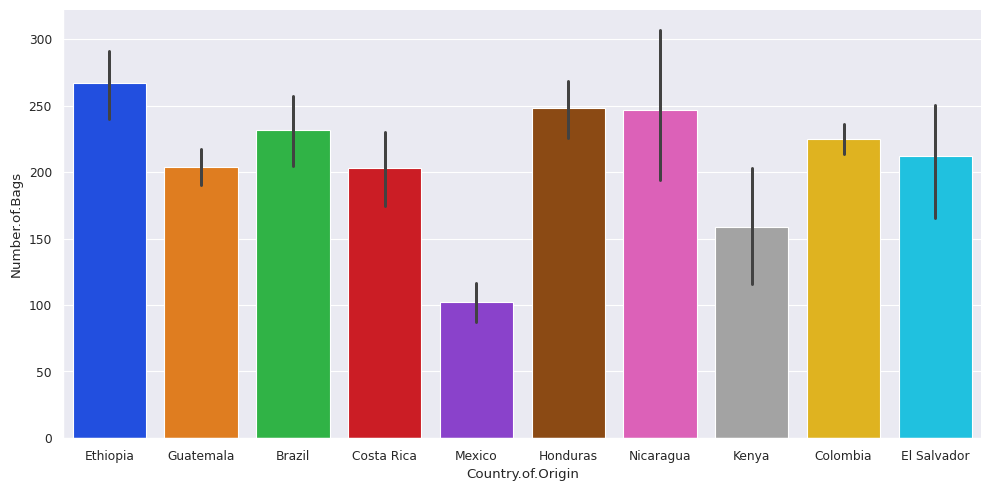 300
250
200
150
100
50
0
Number.of.Bags
Ethiopia Guatemala Brazil Costa Rica Mexico Honduras Nicaragua Kenya Colombia El Salvador
Country.of.Origin